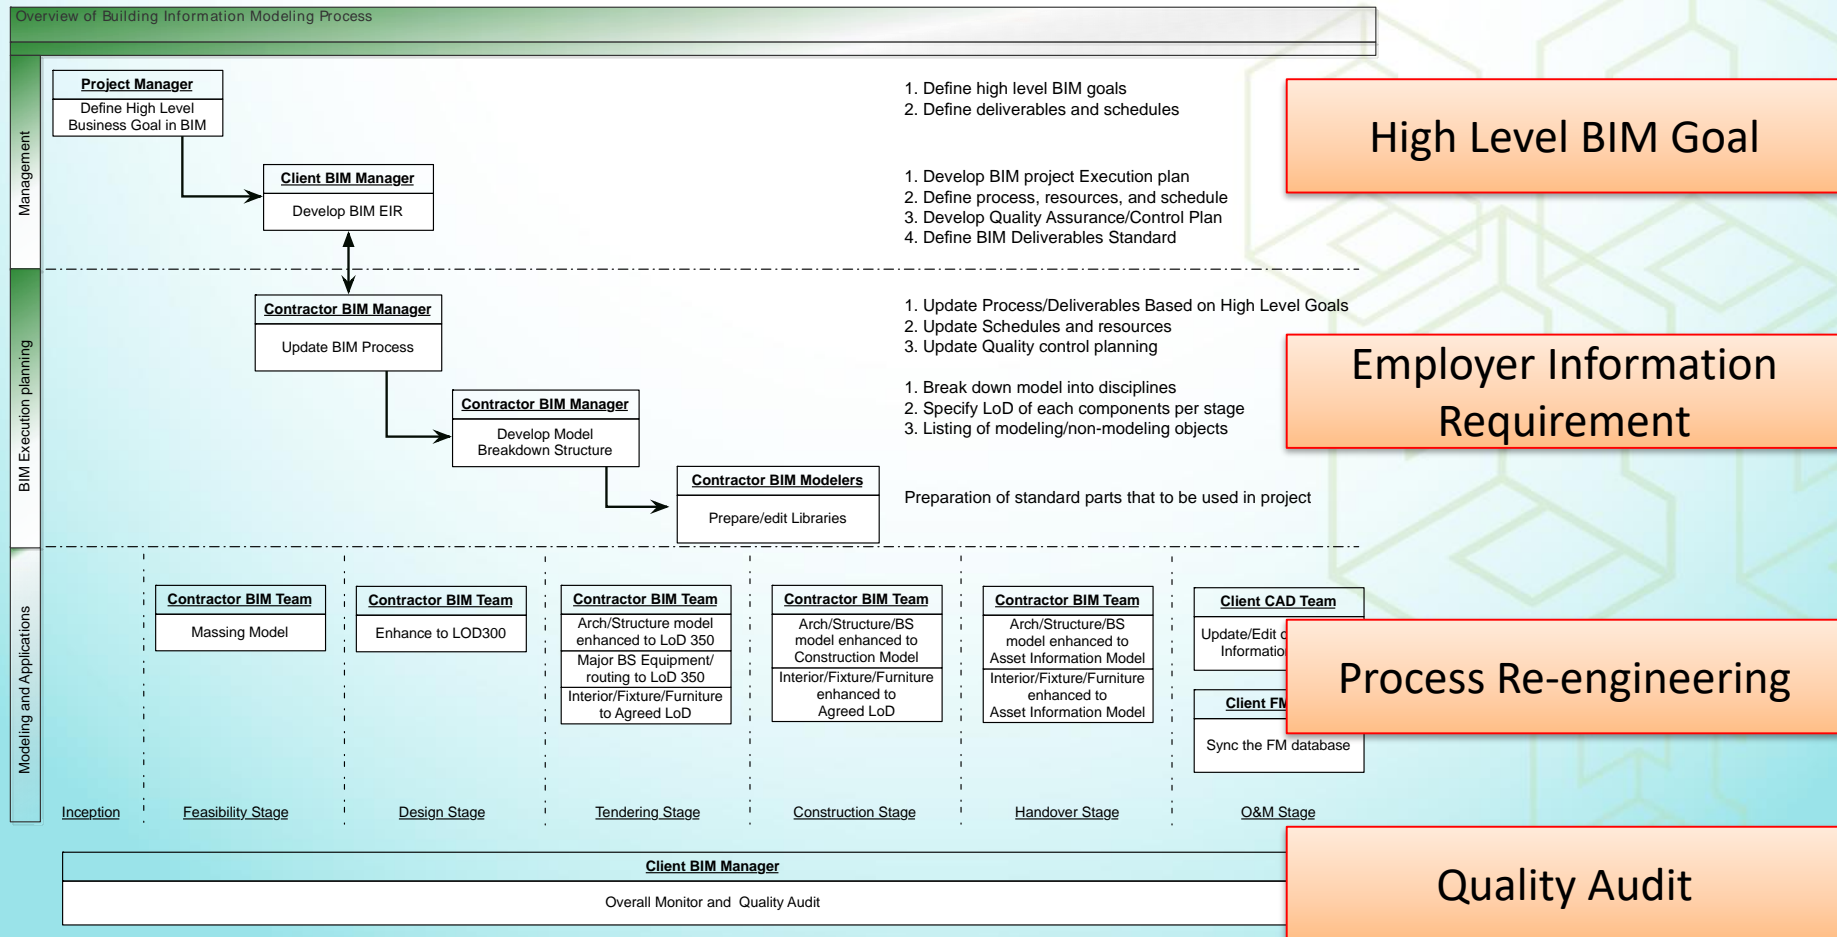 Overview of Building Information Modeling Process
Management
Project Manager
Define High Level
Business Goal in BIM
1. Define high level BIM goals
2. Define deliverables and schedules
High Level BIM Goal
Client BIM Manager
Develop BIM EIR
1. Develop BIM project Execution plan
2. Define process, resources, and schedule
3. Develop Quality Assurance/Control Plan
4. Define BIM Deliverables Standard
BIM Execution planning
Contractor BIM Manager
Update BIM Process
1. Update Process/Deliverables Based on High Level Goals
2. Update Schedules and resources
3. Update Quality control planning
Employer Information
Requirement
Contractor BIM Manager
Develop Model
Breakdown Structure
1. Break down model into disciplines
2. Specify LoD of each components per stage
3. Listing of modeling/non-modeling objects
Contractor BIM Modelers
Prepare/edit Libraries
Preparation of standard parts that to be used in project
Modeling and Applications
Contractor BIM Team
Massing Model
Contractor BIM Team
Enhance to LOD300
Contractor BIM Team
Arch/Structure model
enhanced to LoD 350
Major BS Equipment/
routing to LoD 350
Interior/Fixture/Furniture
to Agreed LoD
Contractor BIM Team
Arch/Structure/BS
model enhanced to
Construction Model
Interior/Fixture/Furniture
enhanced to
Agreed LoD
Contractor BIM Team
Arch/Structure/BS
model enhanced to
Asset Information Model
Interior/Fixture/Furniture
enhanced to
Asset Information Model
Client CAD Team
Update/Edit
Information
Client
Sync the FM database
Process Re-engineering
Inception
Feasibility Stage
Design Stage
Tendering Stage
Construction Stage
Handover Stage
O&M Stage
Client BIM Manager
Overall Monitor and Quality Audit
Quality Audit